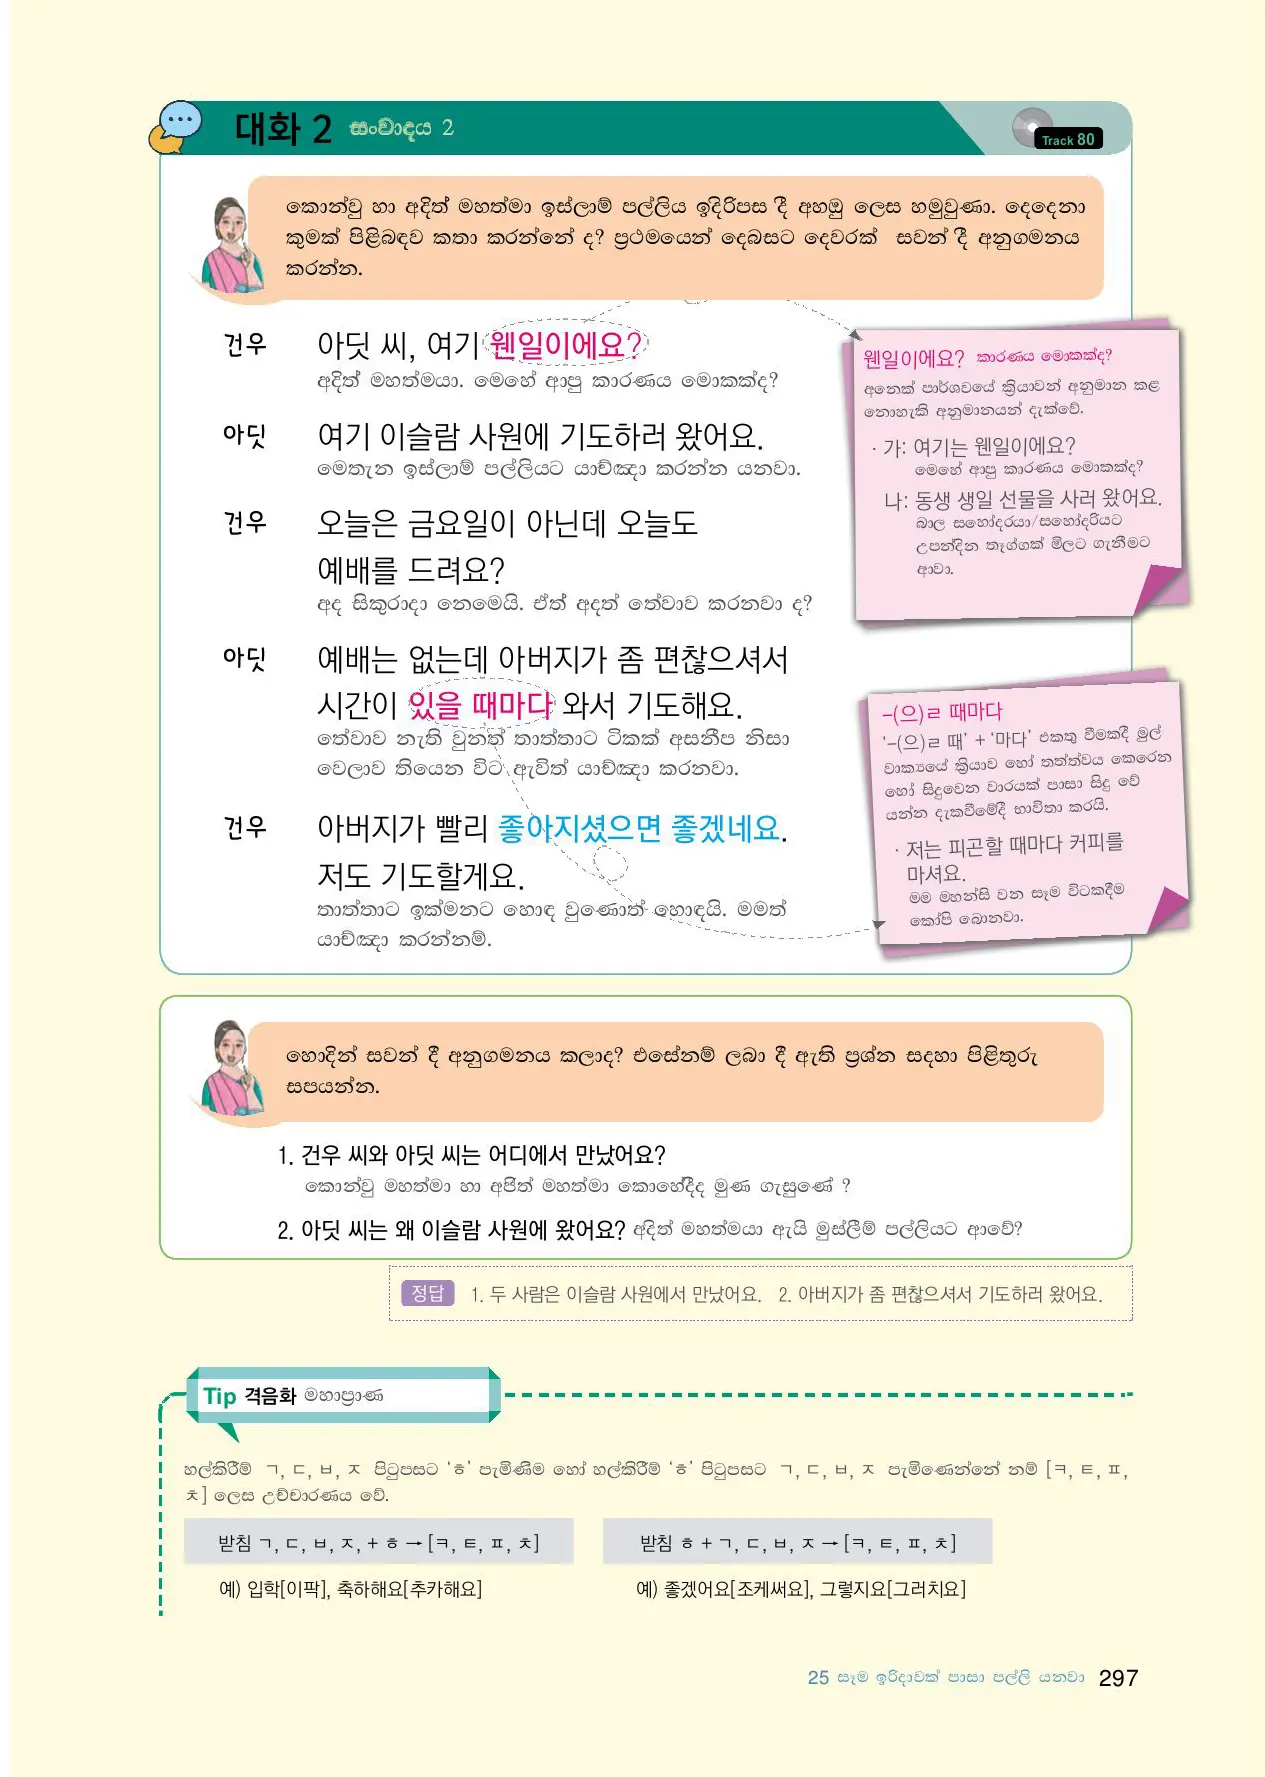 대화 2 සංවාදය 2
Track 80
කොන්වු හා අදිත් මහත්මා ඉස්ලාම් පල්ලිය ඉදිරිපස දී අහඹු ලෙස හමුවුණා. දෙදෙනා
කුමක් පිළිබඳව කතා කරන්නේ ද? ප්‍රථමයෙන් දෙබසට දෙවරක් සවන් දී අනුගමනය
කරන්න.
건우 아딧 씨, 여기 웬일이에요?
අදිත් මහත්මයා. මෙහේ ආපු කාරණය මොකක්ද?
아딧 여기 이슬람 사원에 기도하러 왔어요.
මෙතැන ඉස්ලාම් පල්ලියට යාච්ඤා කරන්න යනවා.
건우 오늘은 금요일이 아닌데 오늘도
예배를 드려요?
අද සිකුරාදා නෙමෙයි. ඒත් අදත් තේවාව කරනවා ද?
아딧 예배는 없는데 아버지가 좀 편찮으셔서
시간이 있을 때마다 와서 기도해요.
තේවාව නැති වුනත් තාත්තාට ටිකක් අසනීප නිසා
වෙලාව තියෙන විට ඇවිත් යාච්ඤා කරනවා.
건우 아버지가 빨리 좋아지셨으면 좋겠네요.
저도 기도할게요.
තාත්තාට ඉක්මනට හොඳ වුණොත් හොඳයි. මමත්
යාච්ඤා කරන්නම්.
웬일이에요? කාරණය මොකක්ද?
අනෙක් පාර්ශවයේ ක්‍රියාවන් අනුමාන කළ
නොහැකි අනුමානයන් දැක්වේ.
· 가: 여기는 웬일이에요?
මෙහේ ආපු කාරණය මොකක්ද?
나: 동생 생일 선물을 사러 왔어요.
බාල සහෝදරයා/සහෝදරියට
උපන්දින තෑග්ගක් මිලට ගැනීමට
ආවා.
-(으)ㄹ 때마다
‘-(으)ㄹ 때’ + ‘마다’ එකතු වීමකදී මුල්
වාක්‍යයේ ක්‍රියාව හෝ තත්ත්වය කෙරෙන
හෝ සිදුවෙන වාරයක් පාසා සිදු වේ
යන්න දැකවීමේදී භාවිතා කරයි.
· 저는 피곤할 때마다 커피를
마셔요.
මම මහන්සි වන සෑම විටකදීම
කෝපි බොනවා.
හොදින් සවන් දී අනුගමනය කලාද? එසේනම් ලබා දී ඇති ප්‍රශ්න සදහා පිළිතුරු
සපයන්න.
1. 건우 씨와 아딧 씨는 어디에서 만났어요?
කොන්වු මහත්මා හා අජිත් මහත්මා කොහේදීද මුණ ගැසුණේ ?
2. 아딧 씨는 왜 이슬람 사원에 왔어요? අදිත් මහත්මයා ඇයි මුස්ලීම් පල්ලියට ආවේ?
정답 1. 두 사람은 이슬람 사원에서 만났어요. 2. 아버지가 좀 편찮으셔서 기도하러 왔어요.
Tip 격음화 මහාප්‍රාණ
හල්කිරීම් ㄱ, ㄷ, ㅂ, ㅈ පිටුපසට ‘ㅎ’ පැමිණීම හෝ හල්කිරීම් ‘ㅎ’ පිටුපසට ㄱ, ㄷ, ㅂ, ㅈ පැමිණෙන්නේ නම් [ㅋ, ㅌ, ㅍ,
ㅊ] ලෙස උච්චාරණය වේ.
받침 ㄱ, ㄷ, ㅂ, ㅈ, + ㅎ → [ㅋ, ㅌ, ㅍ, ㅊ] 받침 ㅎ + ㄱ, ㄷ, ㅂ, ㅈ → [ㅋ, ㅌ, ㅍ, ㅊ]
예) 입학[이팍], 축하해요[추카해요] 예) 좋겠어요[조케써요], 그렇지요[그러치요]
25 සෑම ඉරිදාවක් පාසා පල්ලි යනවා 297